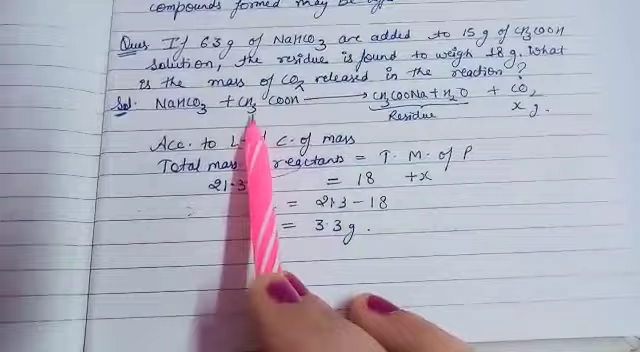 compounds formed may be
Ques If 6.3 g of NaHCO3 are added to 15 g of CH3COOH
solution, the residue is found to weigh 18 g. What
is the mass of CO2 released in the reaction?
Sol. NaHCO3 + CH3COOH → CH3COONa + H2O + CO2
Residue x g.
Acc. to C. of mass
Total mass reactants = T. M. of P
21.3 = 18 + x
= 21.3 - 18
= 3.3 g.